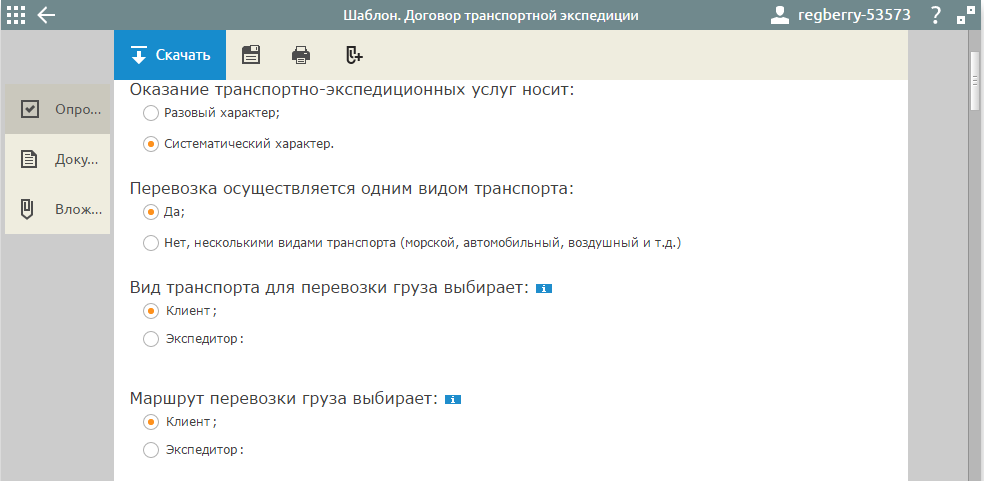 Шаблон. Договор транспортной экспедиции
regberry-53573
?
Скачать
Опро...
Доку...
Влож...
Оказание транспортно-экспедиционных услуг носит:
Разовый характер;
Систематический характер.
Перевозка осуществляется одним видом транспорта:
Да;
Нет, несколькими видами транспорта (морской, автомобильный, воздушный и т.д.)
Вид транспорта для перевозки груза выбирает: i
Клиент;
Экспедитор:
Маршрут перевозки груза выбирает: i
Клиент;
Экспедитор: